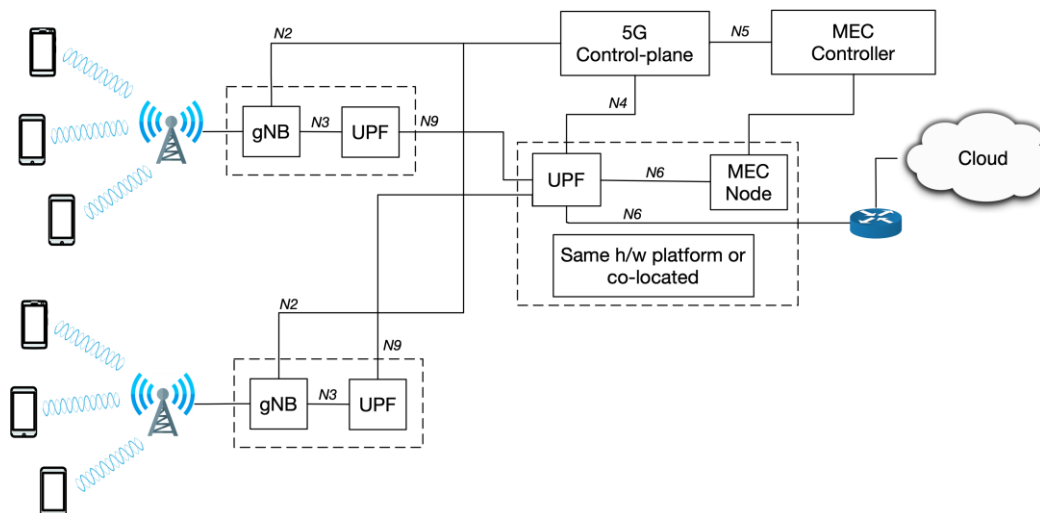 N2
5G
Control-plane
N5
MEC
Controller
N4
gNB
N3
UPF
N9
UPF
N6
MEC
Node
Cloud
N6
Same h/w platform or
co-located
N2
N9
gNB
N3
UPF